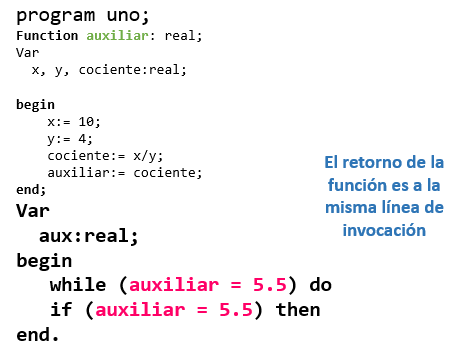 program uno;
Function auxiliar: real;
Var
x, y, cociente:real;
begin
x:= 10;
y:= 4;
cociente:= x/y;
auxiliar:= cociente;
end;
Var
aux:real;
begin
while (auxiliar = 5.5) do
if (auxiliar = 5.5) then
end.
El retorno de la
función es a la
misma línea de
invocación